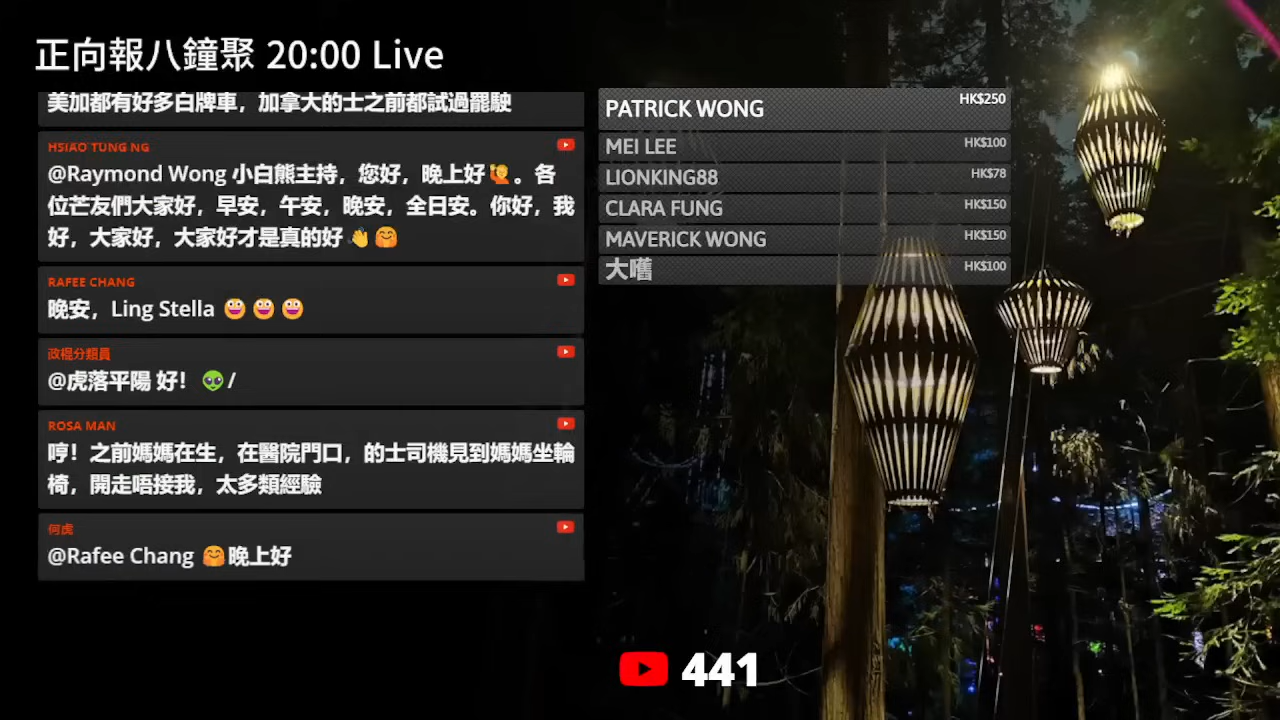 正向報八鐘聚 20:00 Live
美加都有好多白牌車，加拿大的士之前都試過罷駛
HSIAO TUNG NG
@Raymond Wong 小白熊主持，您好，晚上好🙋。各
位芒友們大家好，早安，午安，晚安，全日安。你好，我
好，大家好，大家好才是真的好👋🤗
RAFEE CHANG
晚安，Ling Stella 🤪🤪🤪
政棍分類員
@虎落平陽 好！ 👽/
ROSA MAN
哼！之前媽媽在生，在醫院門口，的士司機見到媽媽坐輪
椅，開走唔接我，太多類經驗
何虎
@Rafee Chang 🤗晚上好
PATRICK WONG HK$250
MEI LEE HK$100
LIONKING88 HK$78
CLARA FUNG HK$150
MAVERICK WONG HK$150
大嚿 HK$100
441